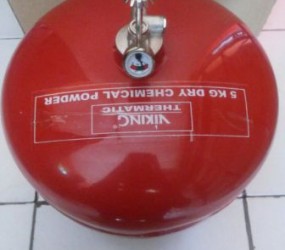 VIKING
THERMATIC
5 KG DRY CHEMICAL POWDER